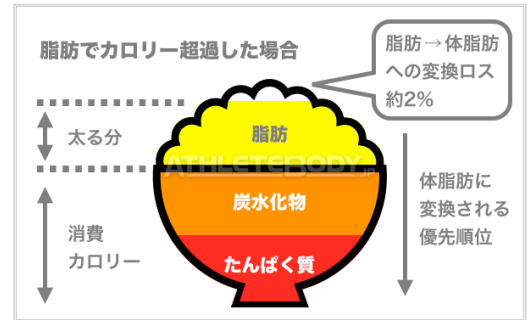 脂肪でカロリー超過した場合
脂肪→体脂肪
への変換ロス
約2%
太る分
脂肪
ATHLETEBODY.jp
炭水化物
消費
カロリー
たんぱく質
体脂肪に
変換される
優先順位